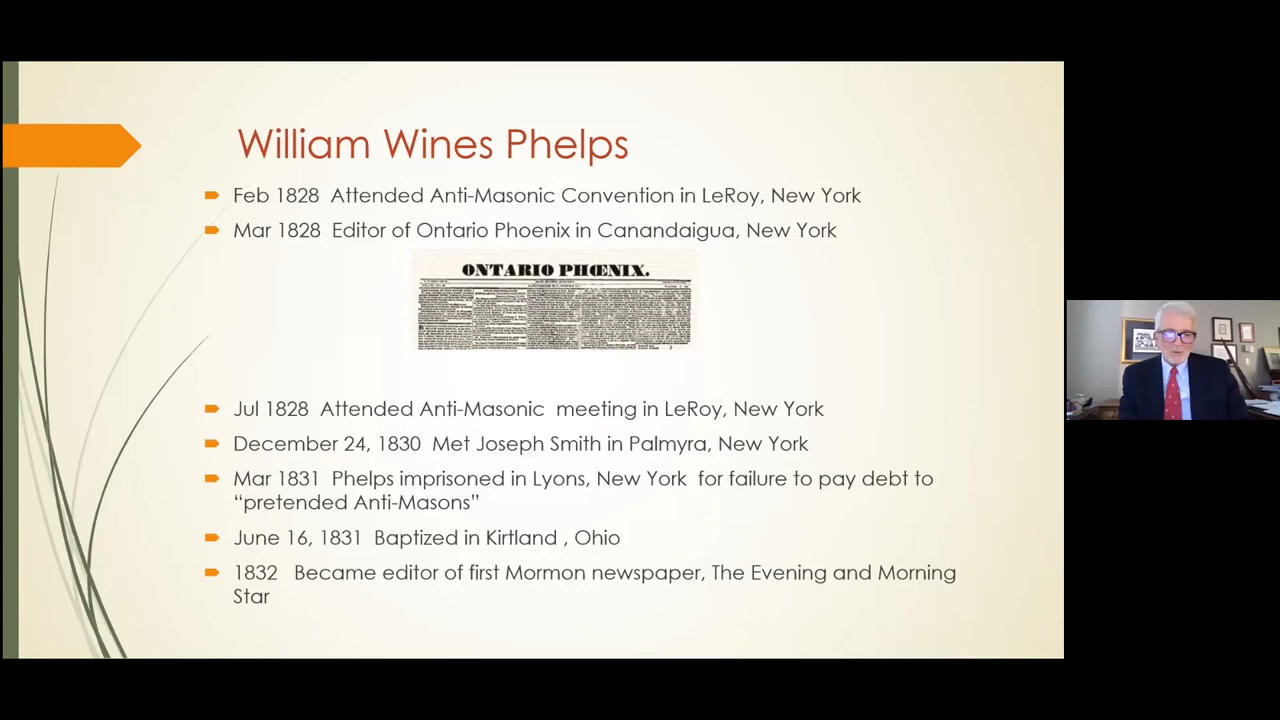 William Wines Phelps
Feb 1828 Attended Anti-Masonic Convention in LeRoy, New York
Mar 1828 Editor of Ontario Phoenix in Canandaigua, New York
ONTARIO PHŒNIX.
Jul 1828 Attended Anti-Masonic meeting in LeRoy, New York
December 24, 1830 Met Joseph Smith in Palmyra, New York
Mar 1831 Phelps imprisoned in Lyons, New York for failure to pay debt to
“pretended Anti-Masons”
June 16, 1831 Baptized in Kirtland , Ohio
1832 Became editor of first Mormon newspaper, The Evening and Morning
Star